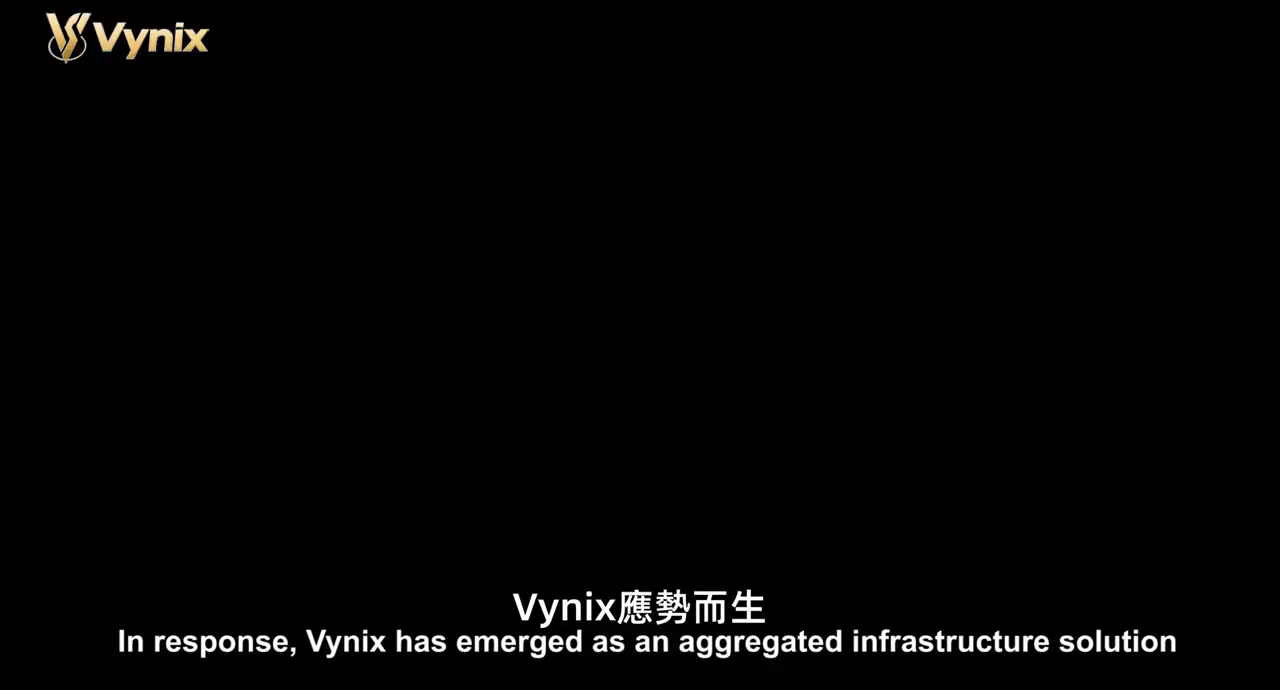 Vynix
Vynix應勢而生
In response, Vynix has emerged as an aggregated infrastructure solution